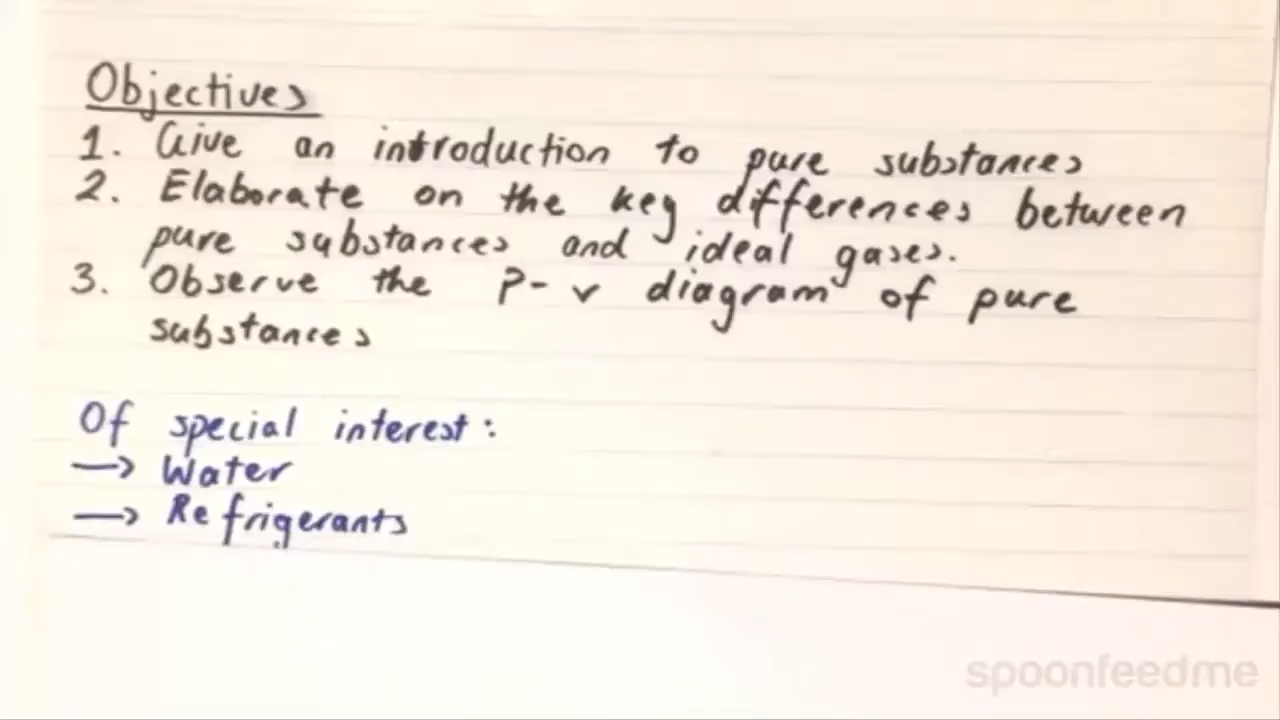 Objectives
1. Give an introduction to pure substances
2. Elaborate on the key differences between
pure substances and ideal gases.
3. Observe the P-v diagram of pure
substances
Of special interest:
→ Water
→ Refrigerants
spoonfeedme